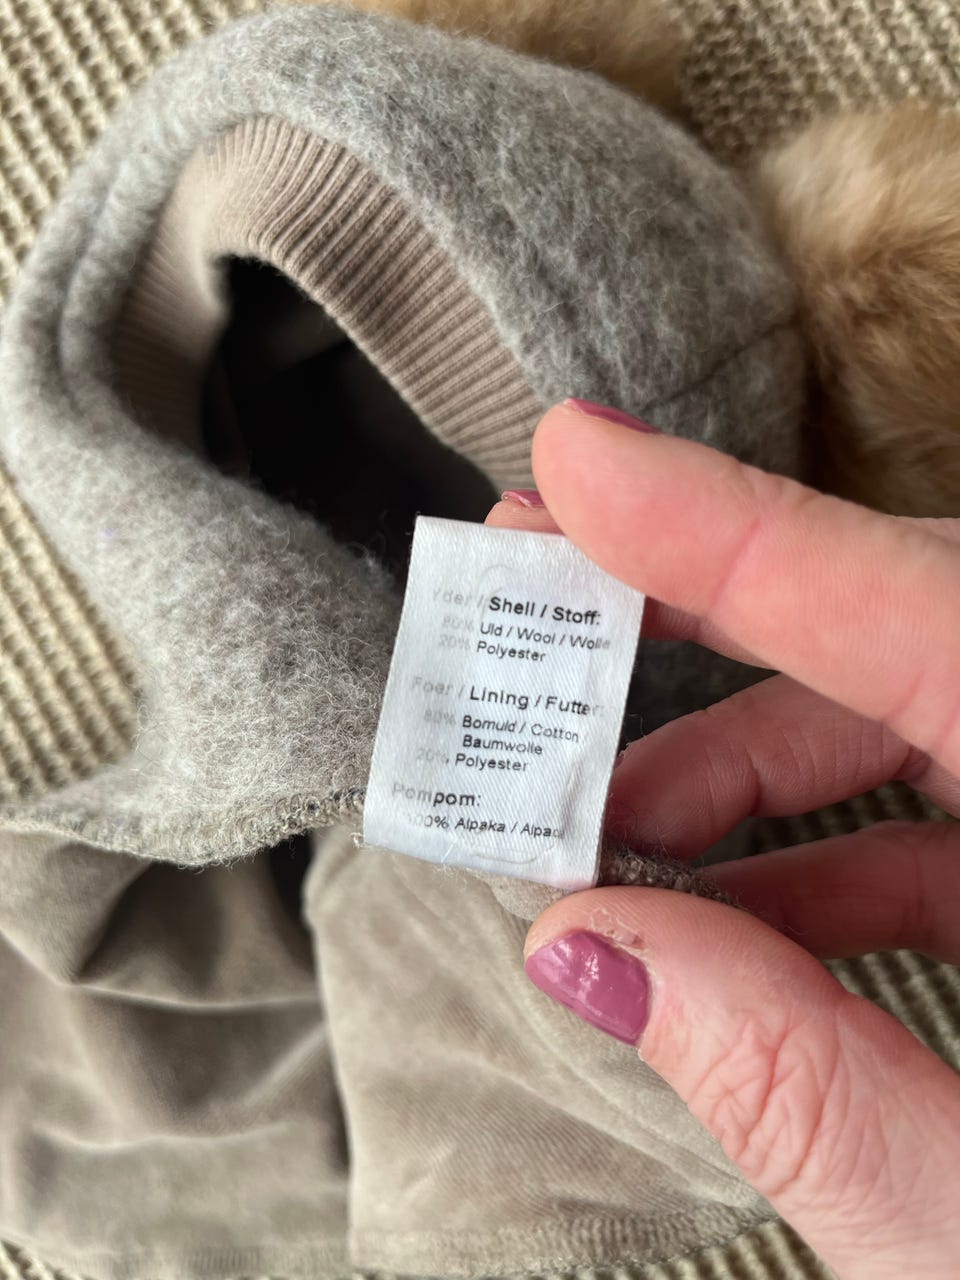 Yder / Shell / Stoff:
80% Uld / Wool / Wolle
20% Polyester
Foer / Lining / Futter:
80% Bomuld / Cotton /
Baumwolle
20% Polyester
Pompom:
100% Alpaka / Alpaca